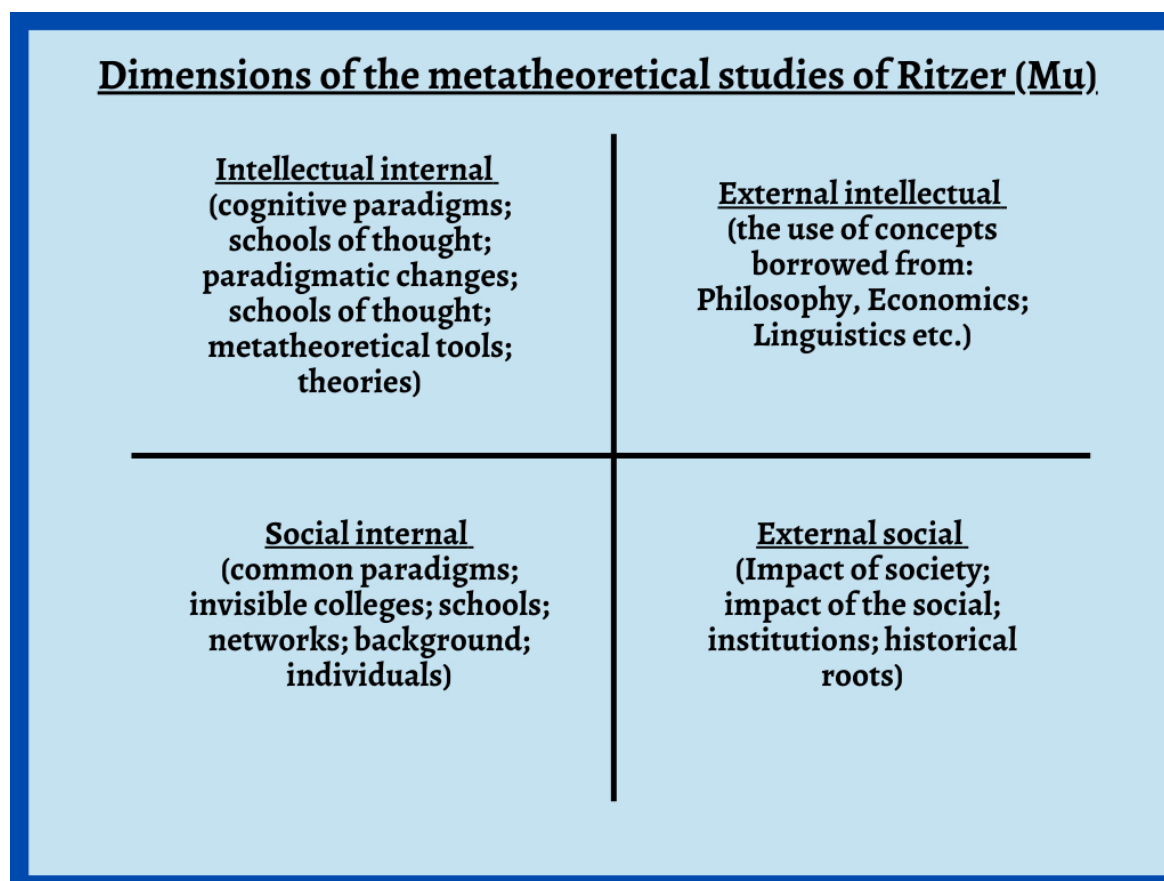 Dimensions of the metatheoretical studies of Ritzer (Mu)
Intellectual internal
(cognitive paradigms;
schools of thought;
paradigmatic changes;
schools of thought;
metatheoretical tools;
theories)
External intellectual
(the use of concepts
borrowed from:
Philosophy, Economics;
Linguistics etc.)
Social internal
(common paradigms;
invisible colleges; schools;
networks; background;
individuals)
External social
(Impact of society;
impact of the social;
institutions; historical
roots)